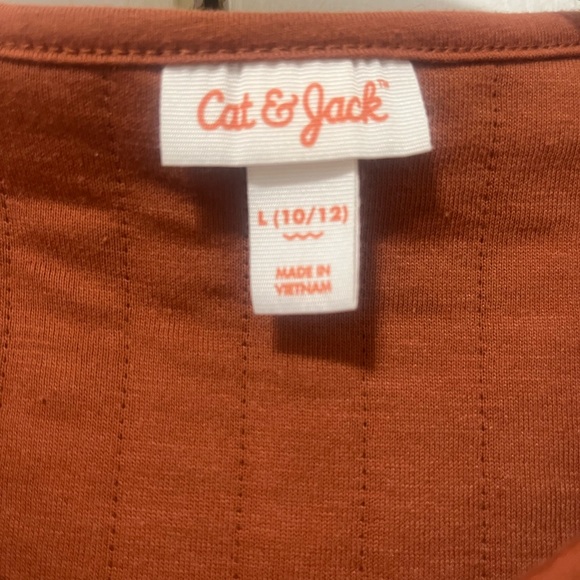 Cat & Jack™
L (10/12)
MADE IN
VIETNAM